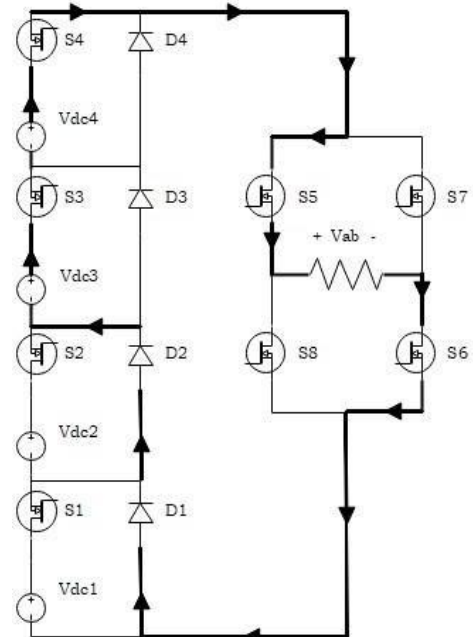 S4 D4
Vdc4
S3 D3
S5 S7
+ Vab -
Vdc3
S2 D2
S8 S6
Vdc2
S1 D1
Vdc1